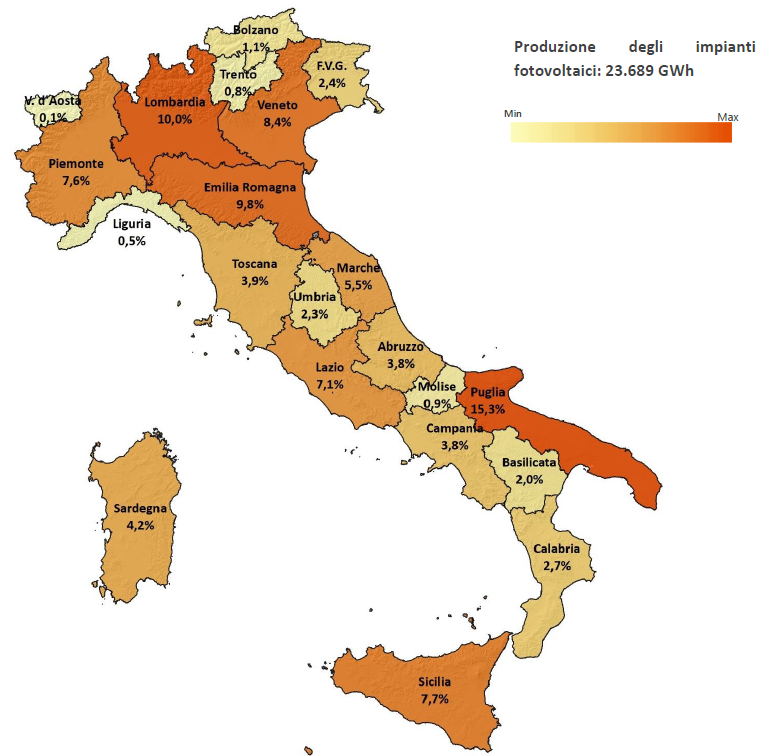 Produzione degli impianti
fotovoltaici: 23.689 GWh
Min
Max
Bolzano
1,1%
Trento
0,8%
F.V.G.
2,4%
V. d'Aosta
0,1%
Lombardia
10,0%
Veneto
8,4%
Piemonte
7,6%
Emilia Romagna
9,8%
Liguria
0,5%
Toscana
3,9%
Marche
5,5%
Umbria
2,3%
Lazio
7,1%
Abruzzo
3,8%
Molise
0,9%
Puglia
15,3%
Campania
3,8%
Basilicata
2,0%
Sardegna
4,2%
Calabria
2,7%
Sicilia
7,7%